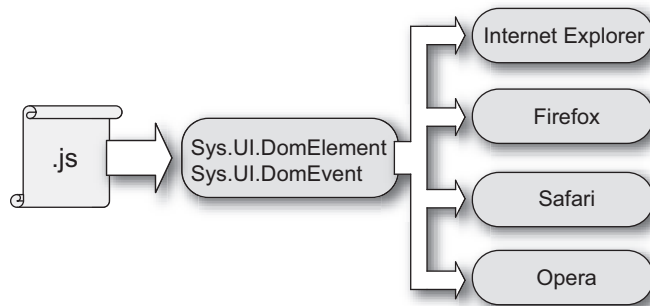 .js
Sys.UI.DomElement
Sys.UI.DomEvent
Internet Explorer
Firefox
Safari
Opera